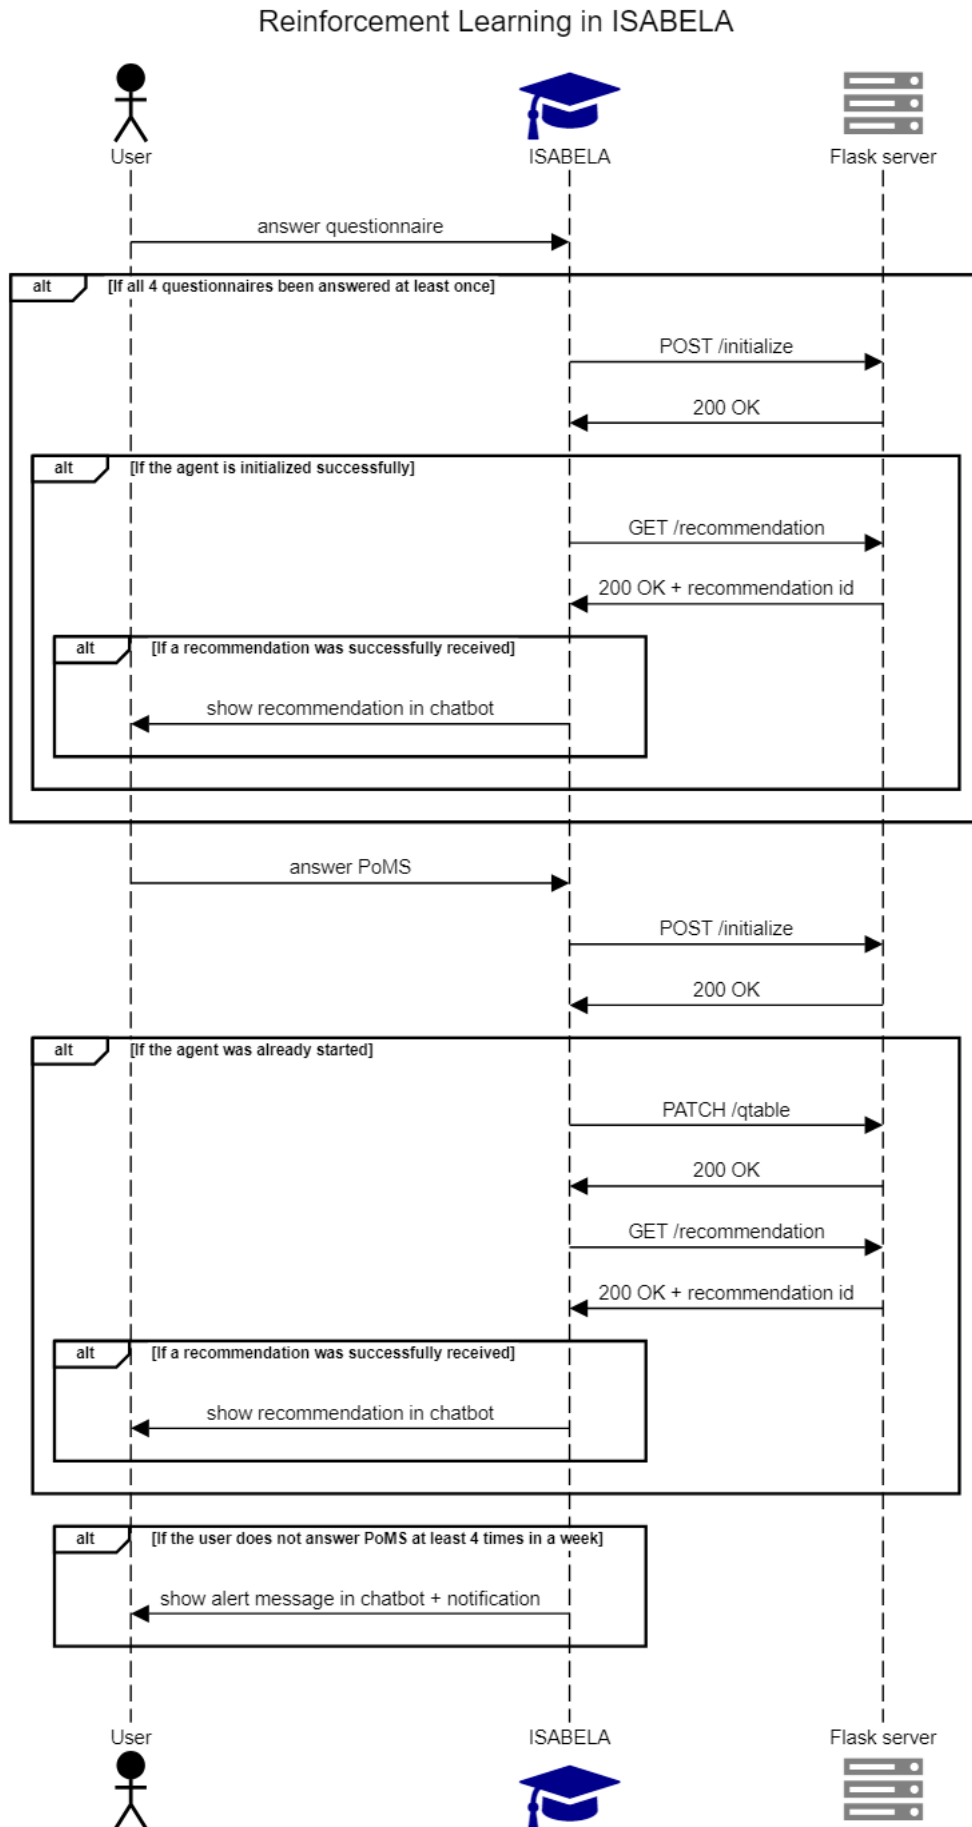 Reinforcement Learning in ISABELA
User
ISABELA
Flask server
answer questionnaire
alt
[If all 4 questionnaires been answered at least once]
POST /initialize
200 OK
alt
[If the agent is initialized successfully]
GET /recommendation
200 OK + recommendation id
alt
[If a recommendation was successfully received]
show recommendation in chatbot
answer PoMS
POST /initialize
200 OK
alt
[If the agent was already started]
PATCH /qtable
200 OK
GET /recommendation
200 OK + recommendation id
alt
[If a recommendation was successfully received]
show recommendation in chatbot
alt
[If the user does not answer PoMS at least 4 times in a week]
show alert message in chatbot + notification
User
ISABELA
Flask server